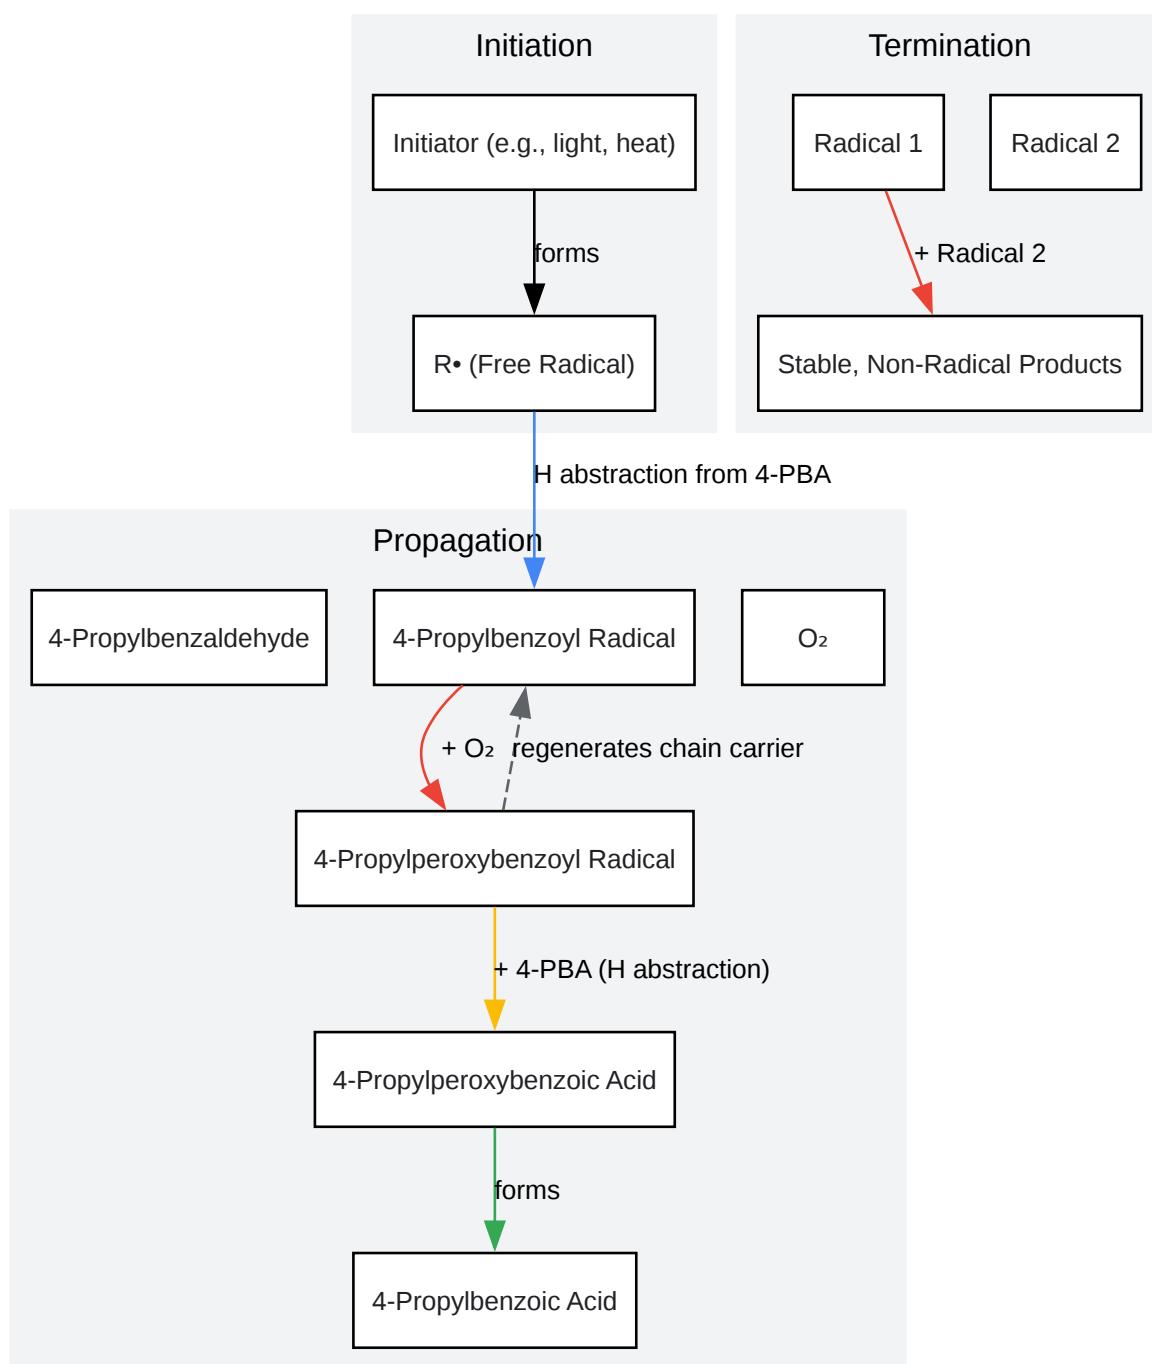 Initiation
Termination
Initiator (e.g., light, heat)
Radical 1
Radical 2
forms
+ Radical 2
R• (Free Radical)
Stable, Non-Radical Products
H abstraction from 4-PBA
Propagation
4-Propylbenzaldehyde
4-Propylbenzoyl Radical
O₂
+ O₂
regenerates chain carrier
4-Propylperoxybenzoyl Radical
+ 4-PBA (H abstraction)
4-Propylperoxybenzoic Acid
forms
4-Propylbenzoic Acid